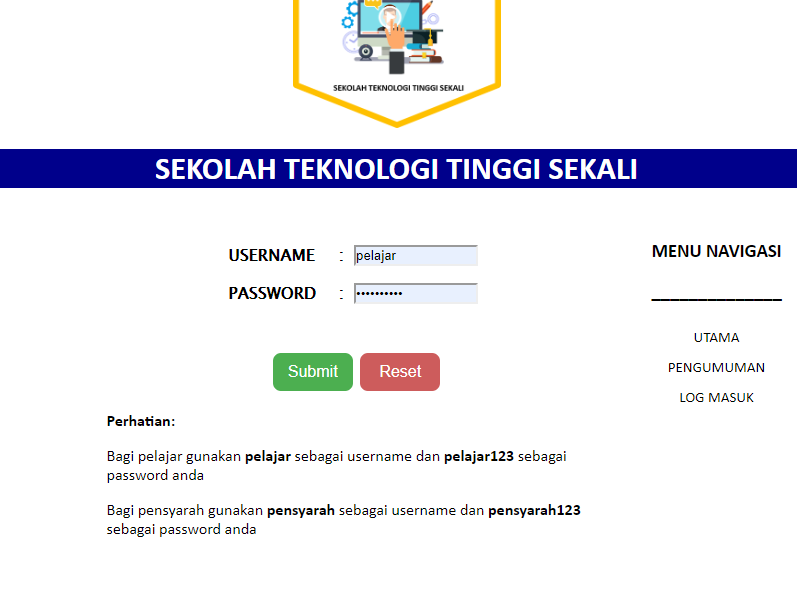 SEKOLAH TEKNOLOGI TINGGI SEKALI
SEKOLAH TEKNOLOGI TINGGI SEKALI
USERNAME : pelajar
PASSWORD : ••••••••••
Submit Reset
MENU NAVIGASI
UTAMA
PENGUMUMAN
LOG MASUK
Perhatian:
Bagi pelajar gunakan pelajar sebagai username dan pelajar123 sebagai
password anda
Bagi pensyarah gunakan pensyarah sebagai username dan pensyarah123
sebagai password anda